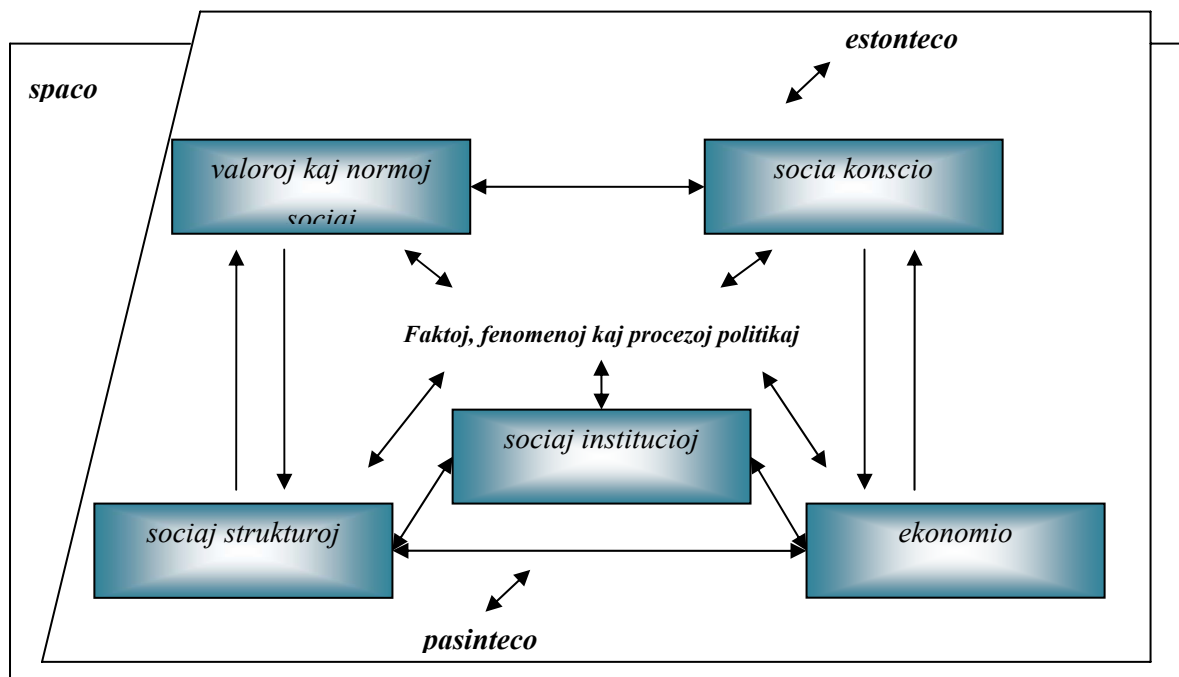 estonteco
spaco
valoroj kaj normoj
sociaj
socia konscio
Faktoj, fenomenoj kaj procezoj politikaj
sociaj institucioj
sociaj strukturoj
ekonomio
pasinteco